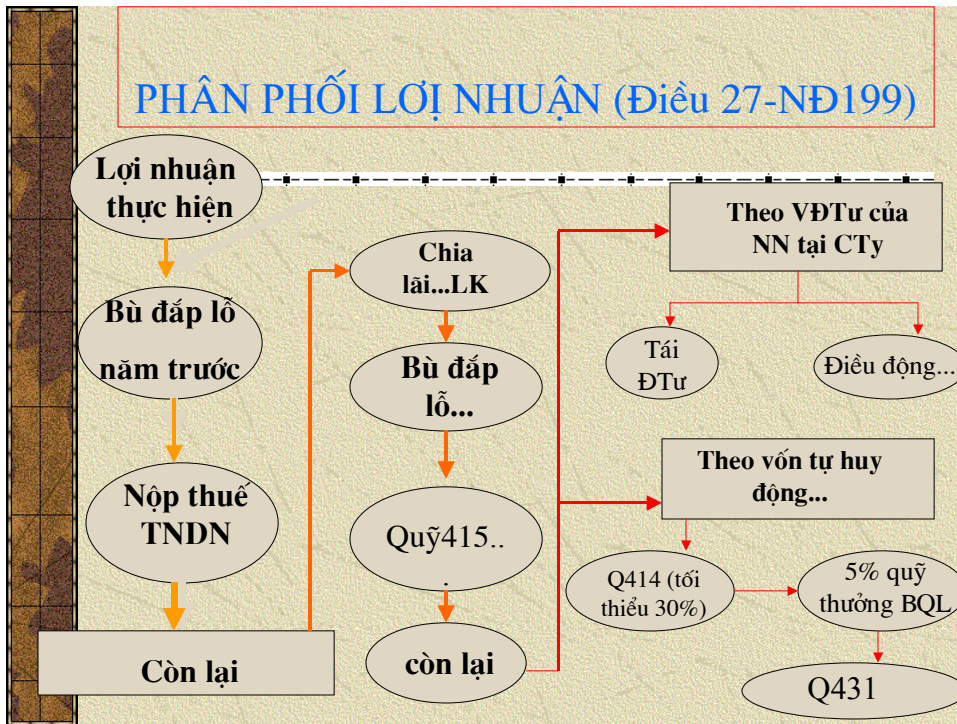 PHÂN PHỐI LỢI NHUẬN (Điều 27-NĐ199)
Lợi nhuận
thực hiện
Bù đắp lỗ
năm trước
Nộp thuế
TNDN
Còn lại
Chia
lãi...LK
Bù đắp
lỗ...
Quỹ415..
còn lại
Theo VĐTư của
NN tại CTy
Tái
ĐTư
Điều động...
Theo vốn tự huy
động...
Q414 (tối
thiểu 30%)
5% quỹ
thưởng BQL
Q431